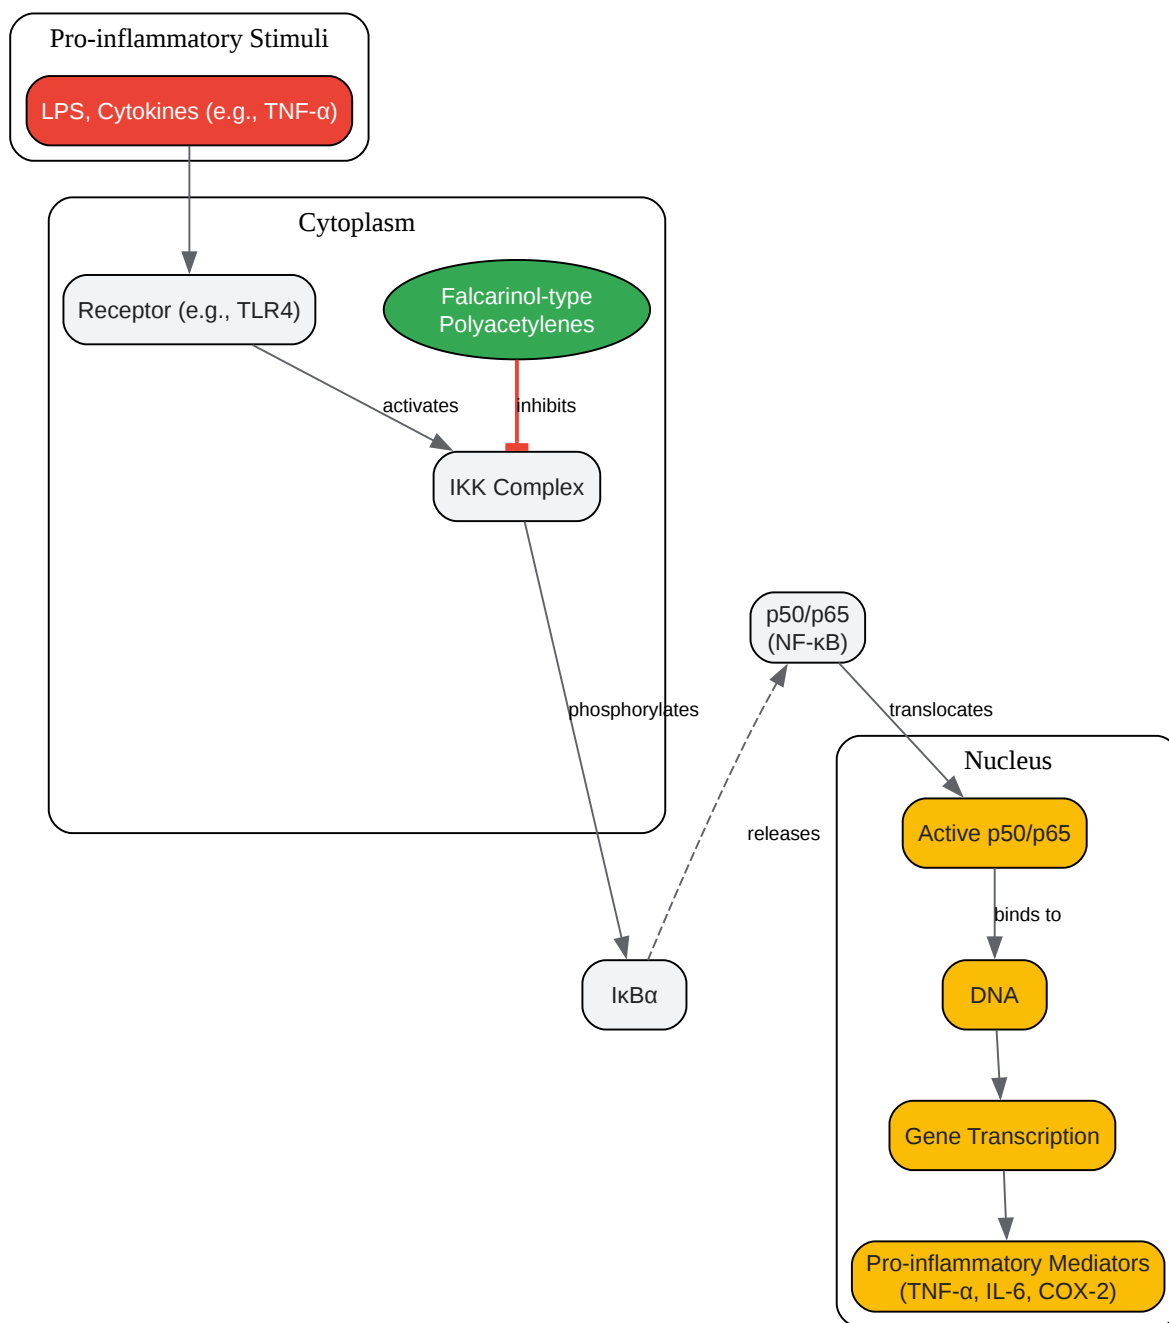 Pro-inflammatory Stimuli
LPS, Cytokines (e.g., TNF-α)
Cytoplasm
Receptor (e.g., TLR4)
Falcarinol-type
Polyacetylenes
activates
inhibits
IKK Complex
p50/p65
(NF-κB)
phosphorylates
translocates
Nucleus
Active p50/p65
releases
binds to
IκBα
DNA
Gene Transcription
Pro-inflammatory Mediators
(TNF-α, IL-6, COX-2)